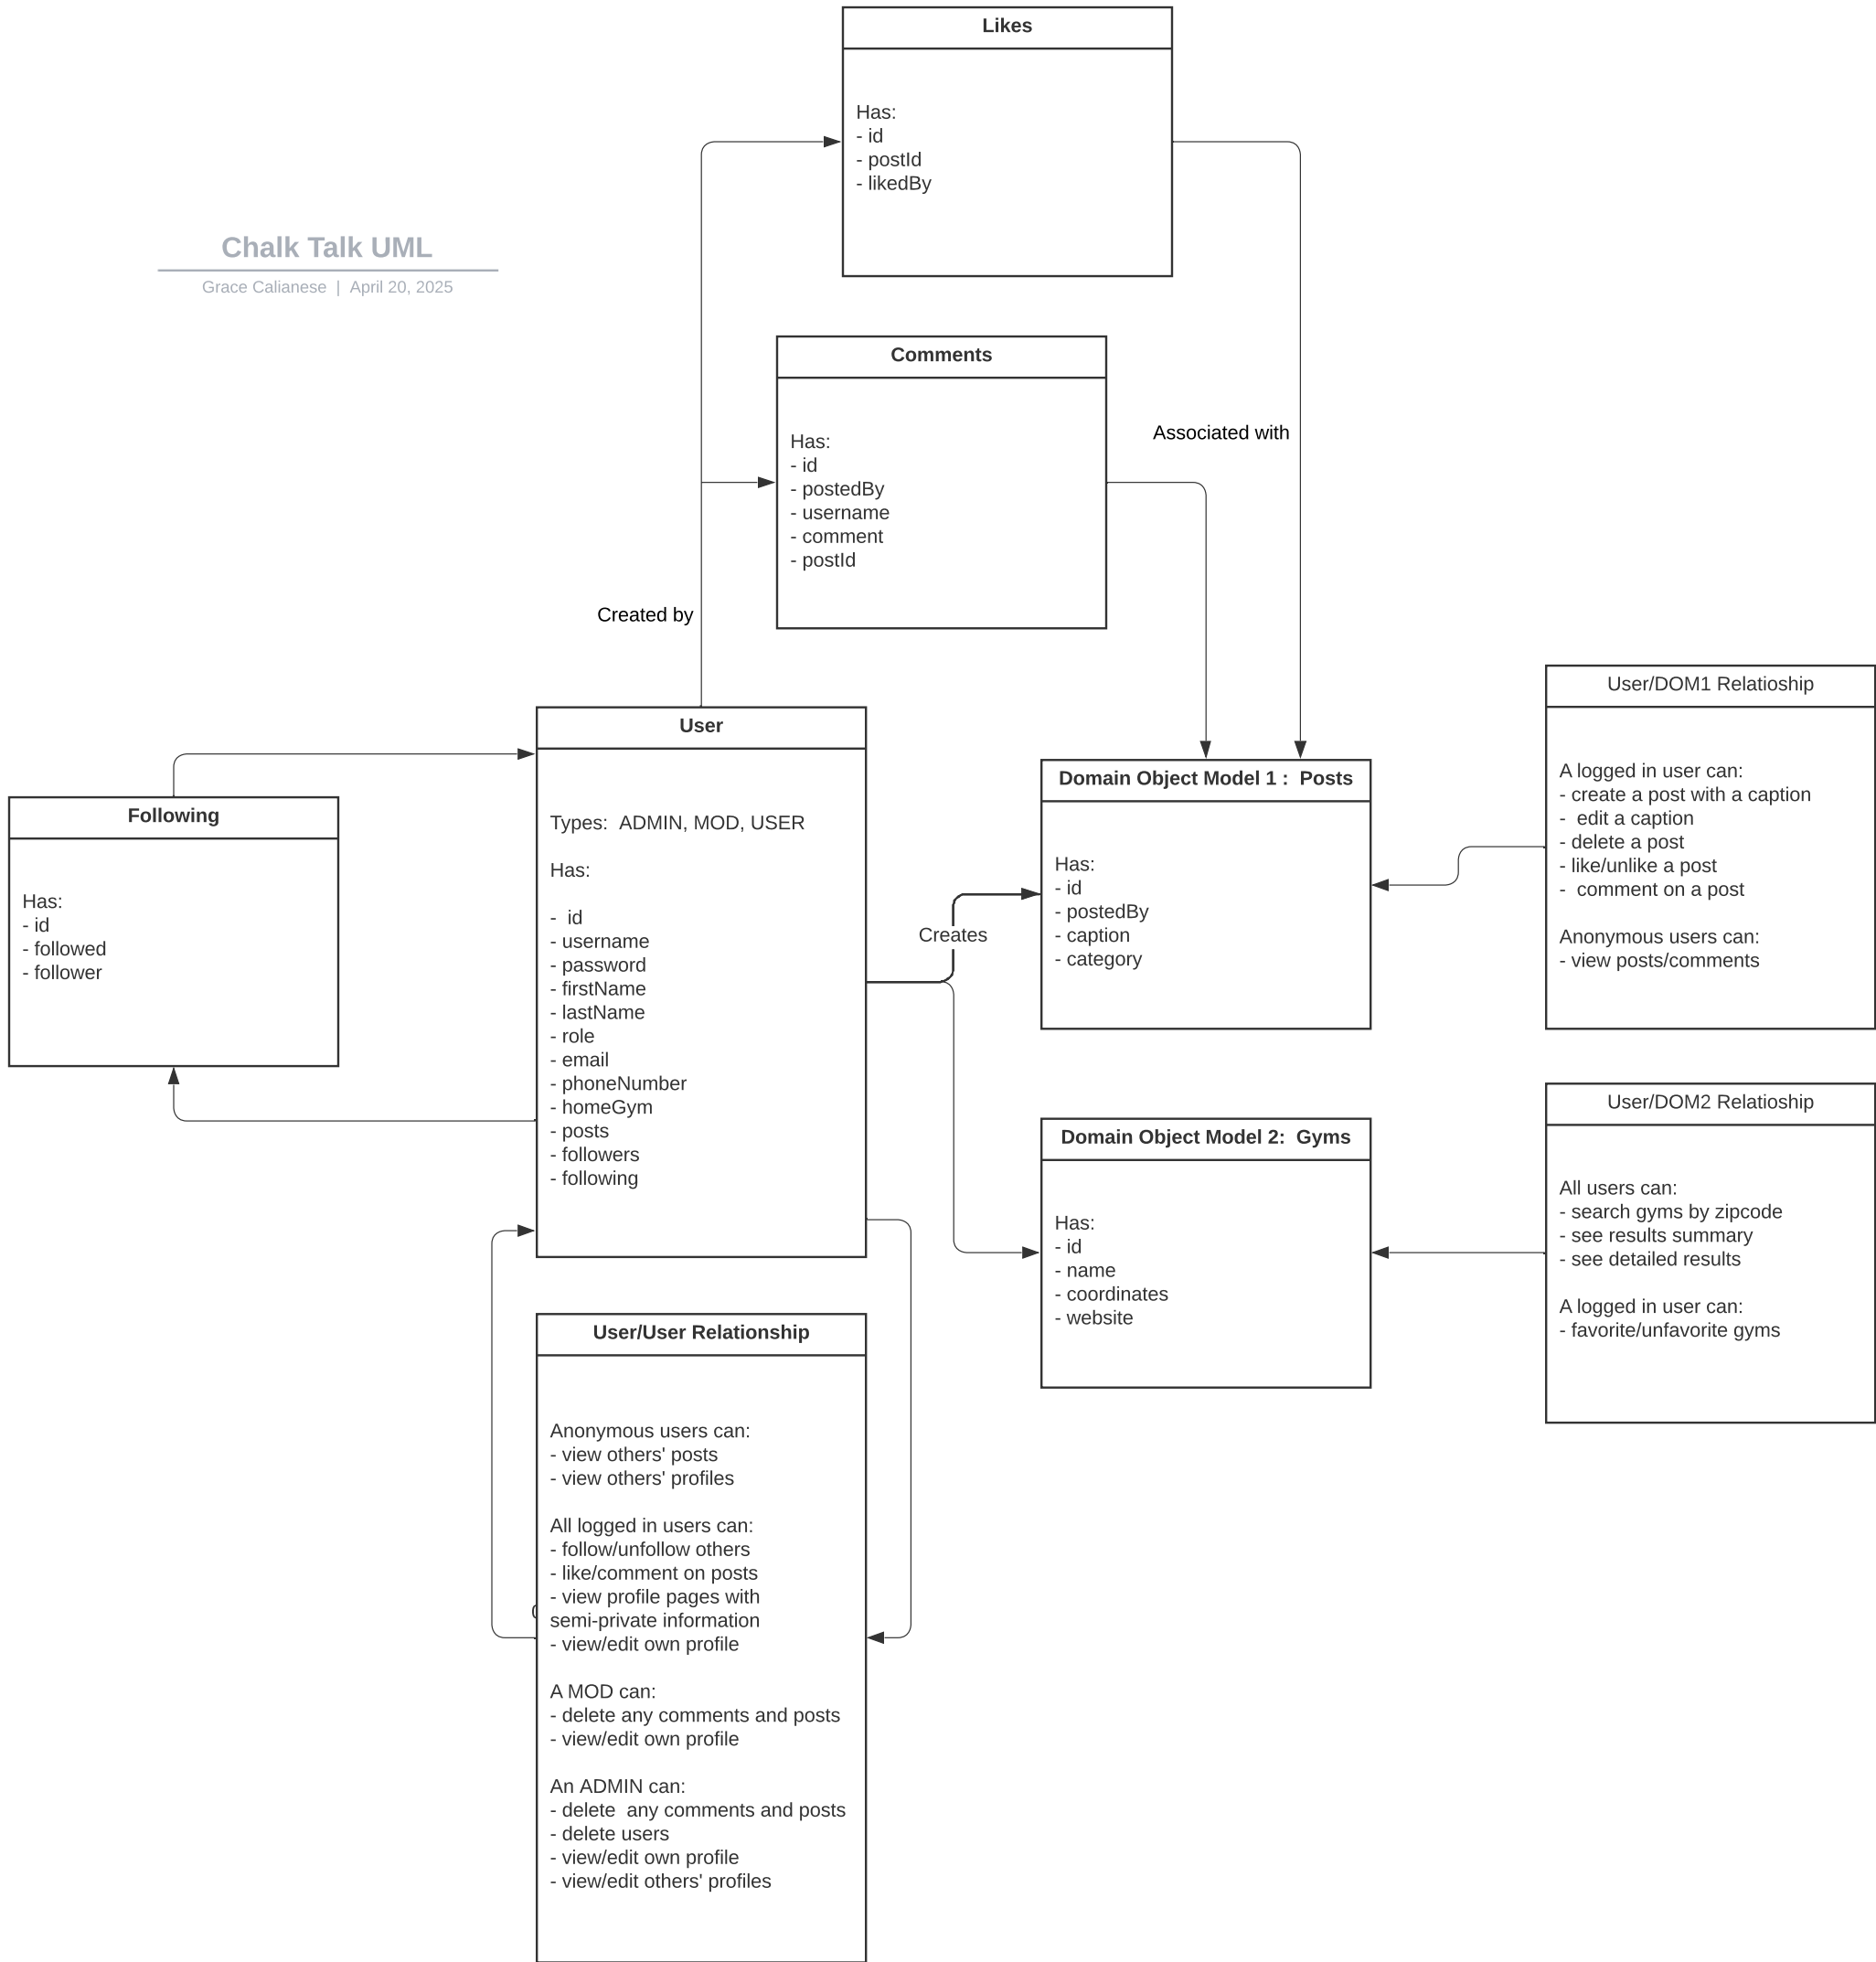 Likes
Has:
- id
- postId
- likedBy
Chalk Talk UML
Grace Calianese | April 20, 2025
Comments
Has:
- id
- postedBy
- username
- comment
- postId
Associated with
Created by
User
Types:  ADMIN, MOD, USER
Has:
-  id
- username
- password
- firstName
- lastName
- role
- email
- phoneNumber
- homeGym
- posts
- followers
- following
Following
Has:
- id
- followed
- follower
Creates
Domain Object Model 1 :  Posts
Has:
- id
- postedBy
- caption
- category
User/DOM1 Relatioship
A logged in user can:
- create a post with a caption
-  edit a caption
- delete a post
- like/unlike a post
-  comment on a post
Anonymous users can:
- view posts/comments
Domain Object Model 2:  Gyms
Has:
- id
- name
- coordinates
- website
User/DOM2 Relatioship
All users can:
- search gyms by zipcode
- see results summary
- see detailed results
A logged in user can:
- favorite/unfavorite gyms
User/User Relationship
Anonymous users can:
- view others' posts
- view others' profiles
All logged in users can:
- follow/unfollow others
- like/comment on posts
- view profile pages with
semi-private information
- view/edit own profile
A MOD can:
- delete any comments and posts
- view/edit own profile
An ADMIN can:
- delete  any comments and posts
- delete users
- view/edit own profile
- view/edit others' profiles